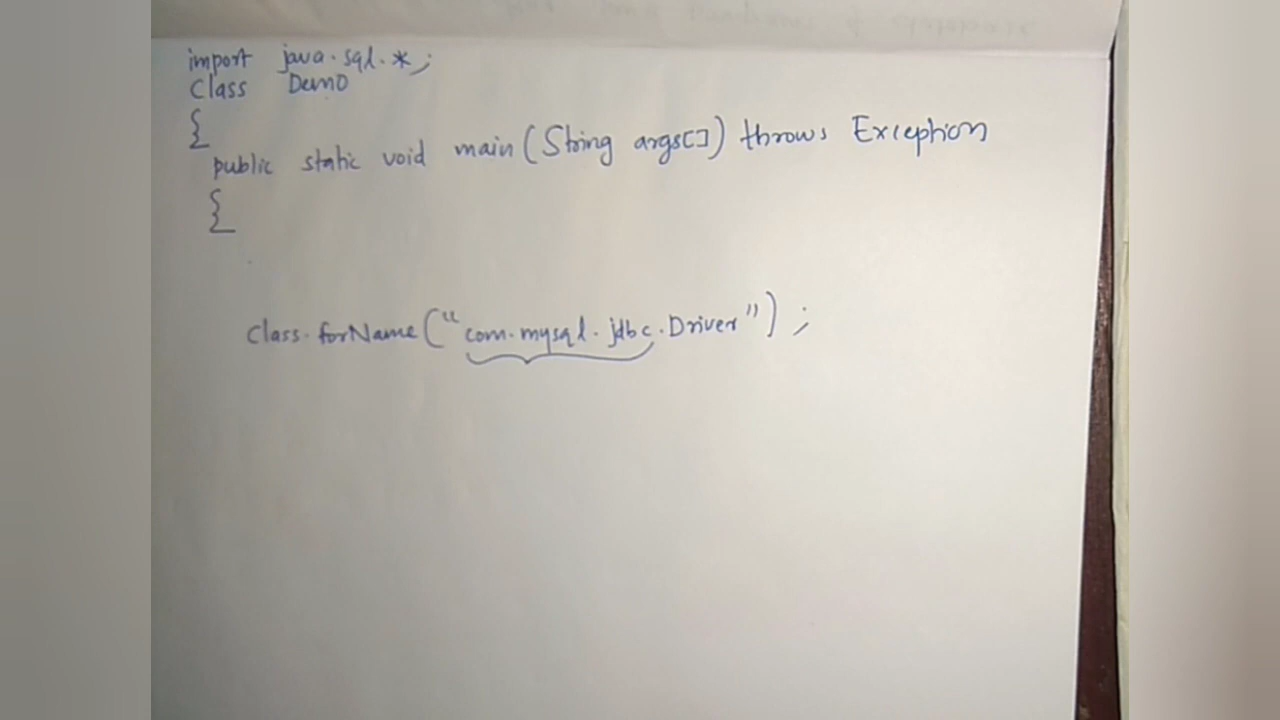 import java.sql.*;
Class Demo
{
public static void main(String args[]) throws Exception
{
Class.forName("com.mysql.jdbc.Driver");